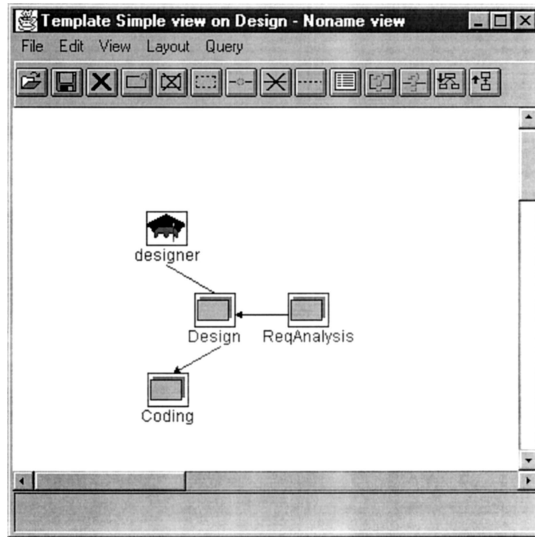 Template Simple view on Design - Noname view
File Edit View Layout Query
designer
Design ReqAnalysis
Coding